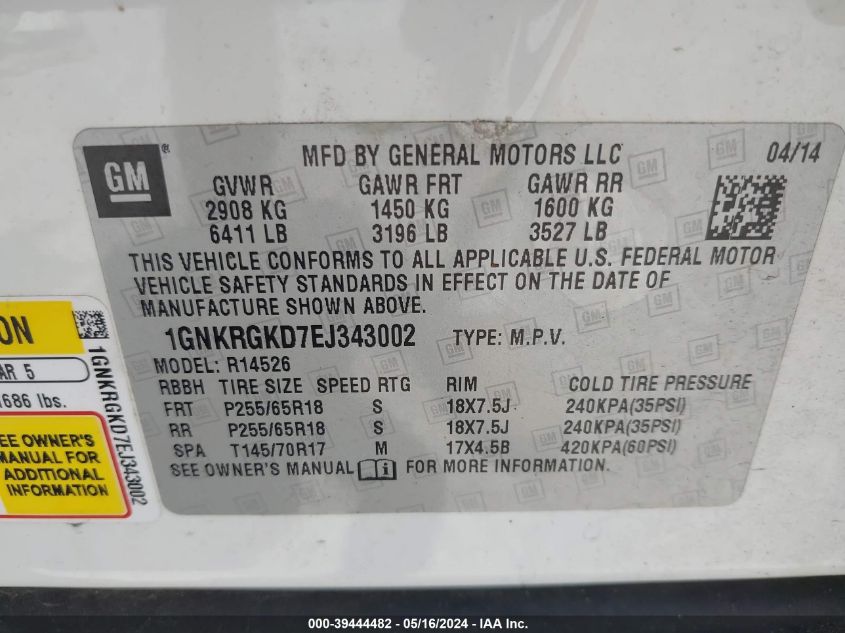 GM ®
MFD BY GENERAL MOTORS LLC 04/14
GVWR GAWR FRT GAWR RR
2908 KG 1450 KG 1600 KG
6411 LB 3196 LB 3527 LB
THIS VEHICLE CONFORMS TO ALL APPLICABLE U.S. FEDERAL MOTOR
VEHICLE SAFETY STANDARDS IN EFFECT ON THE DATE OF
MANUFACTURE SHOWN ABOVE.
1GNKRGKD7EJ343002 TYPE: M.P.V.
MODEL: R14526
RBBH TIRE SIZE SPEED RTG RIM COLD TIRE PRESSURE
FRT P255/65R18 S 18X7.5J 240KPA(35PSI)
RR P255/65R18 S 18X7.5J 240KPA(35PSI)
SPA T145/70R17 M 17X4.5B 420KPA(60PSI)
SEE OWNER'S MANUAL i FOR MORE INFORMATION.
ON
AR 5
1686 lbs.
SEE OWNER'S
MANUAL FOR
ADDITIONAL
INFORMATION
1GNKRGKD7EJ343002
000-39444482 - 05/16/2024 - IAA Inc.